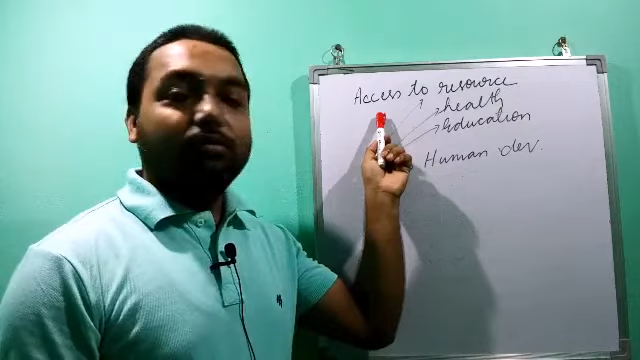 Access to resource
health
Education
Human dev.